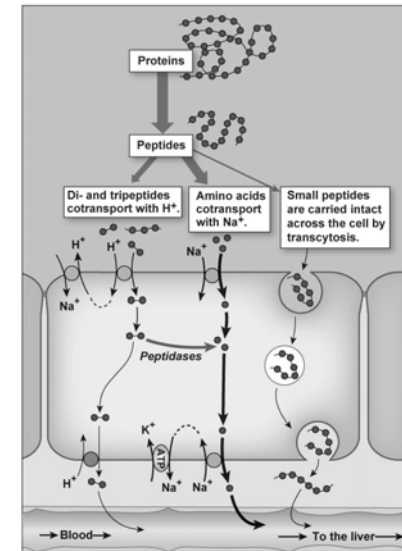 Proteins
Peptides
Di- and tripeptides
cotransport with H⁺.
Amino acids
cotransport
with Na⁺.
Small peptides
are carried intact
across the cell by
transcytosis.
H⁺
H⁺
Na⁺
Na⁺
Peptidases
K⁺
ATP
H⁺
Na⁺
Na⁺
Blood
To the liver